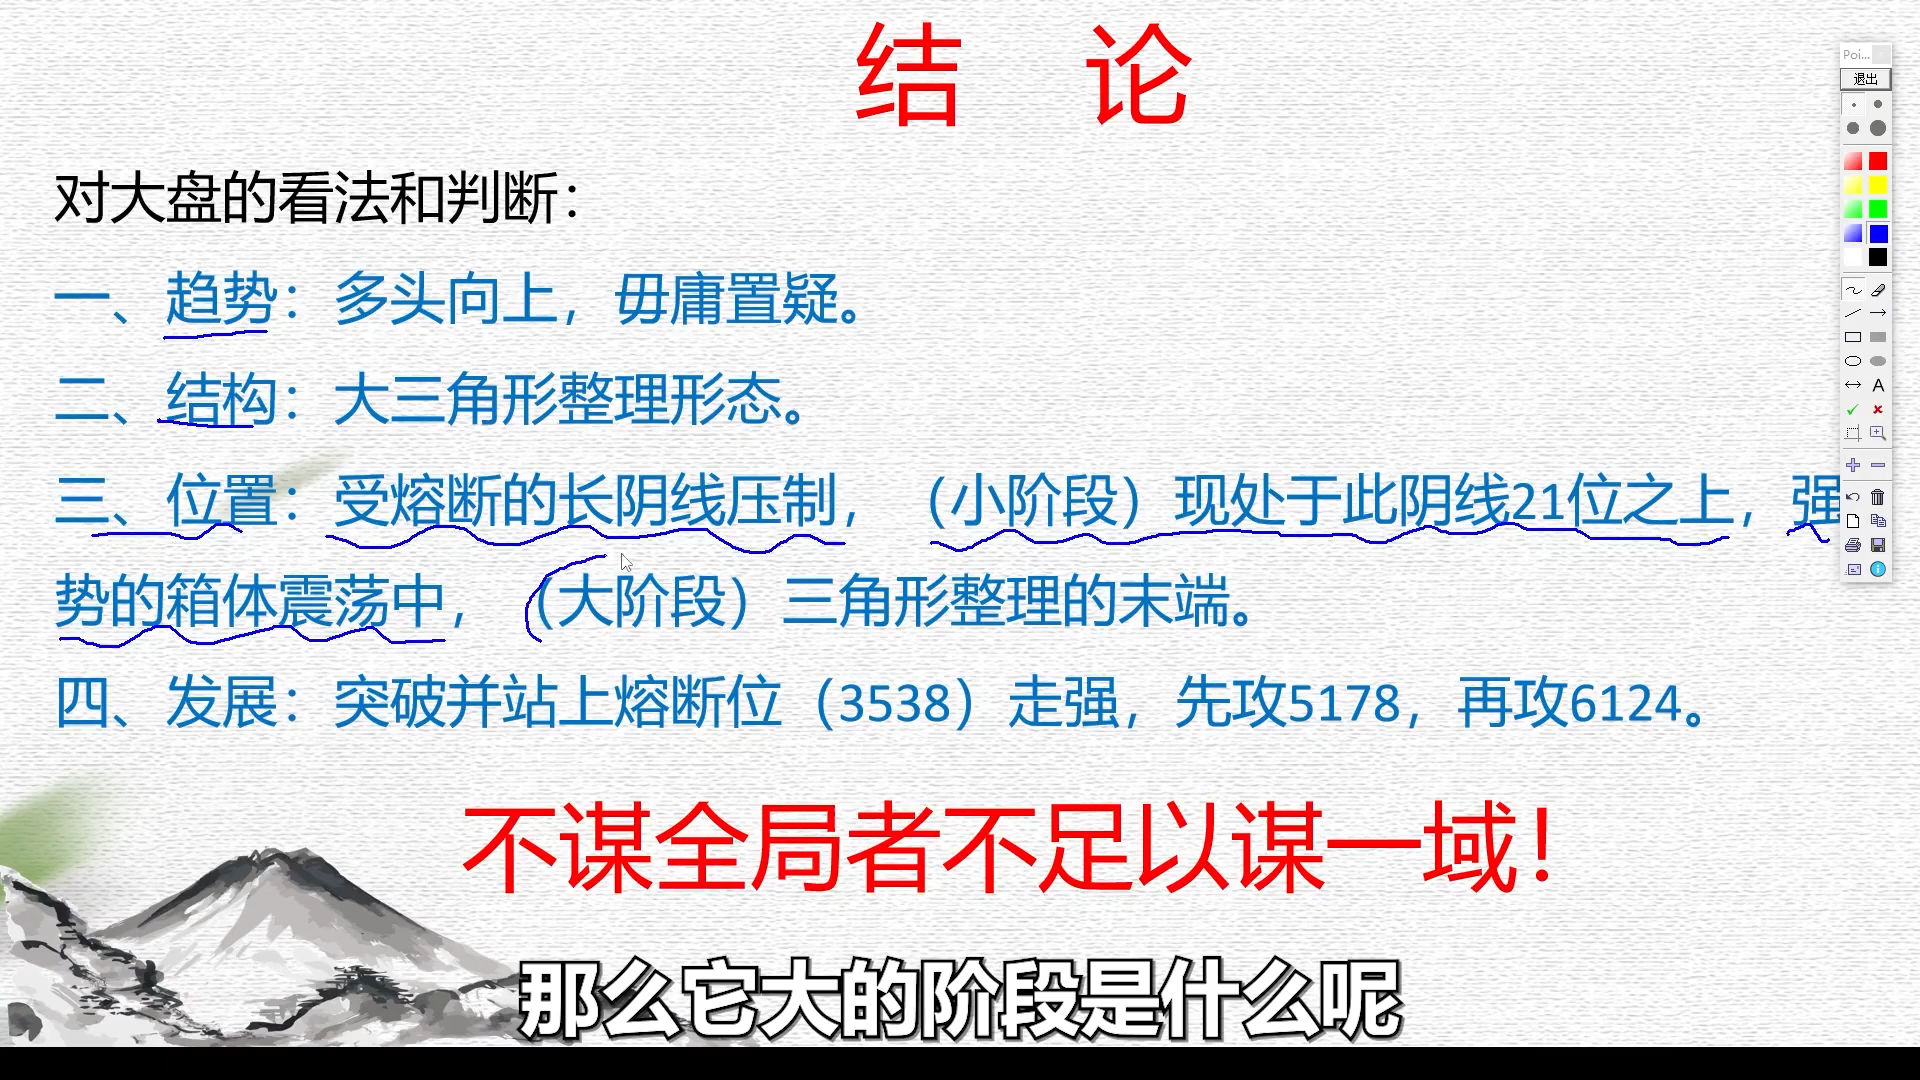 结 论
Poi...
退出
对大盘的看法和判断：
一、趋势：多头向上，毋庸置疑。
二、结构：大三角形整理形态。
三、位置：受熔断的长阴线压制，（小阶段）现处于此阴线21位之上，强
势的箱体震荡中，（大阶段）三角形整理的末端。
四、发展：突破并站上熔断位（3538）走强，先攻5178，再攻6124。
不谋全局者不足以谋一域！
那么它大的阶段是什么呢